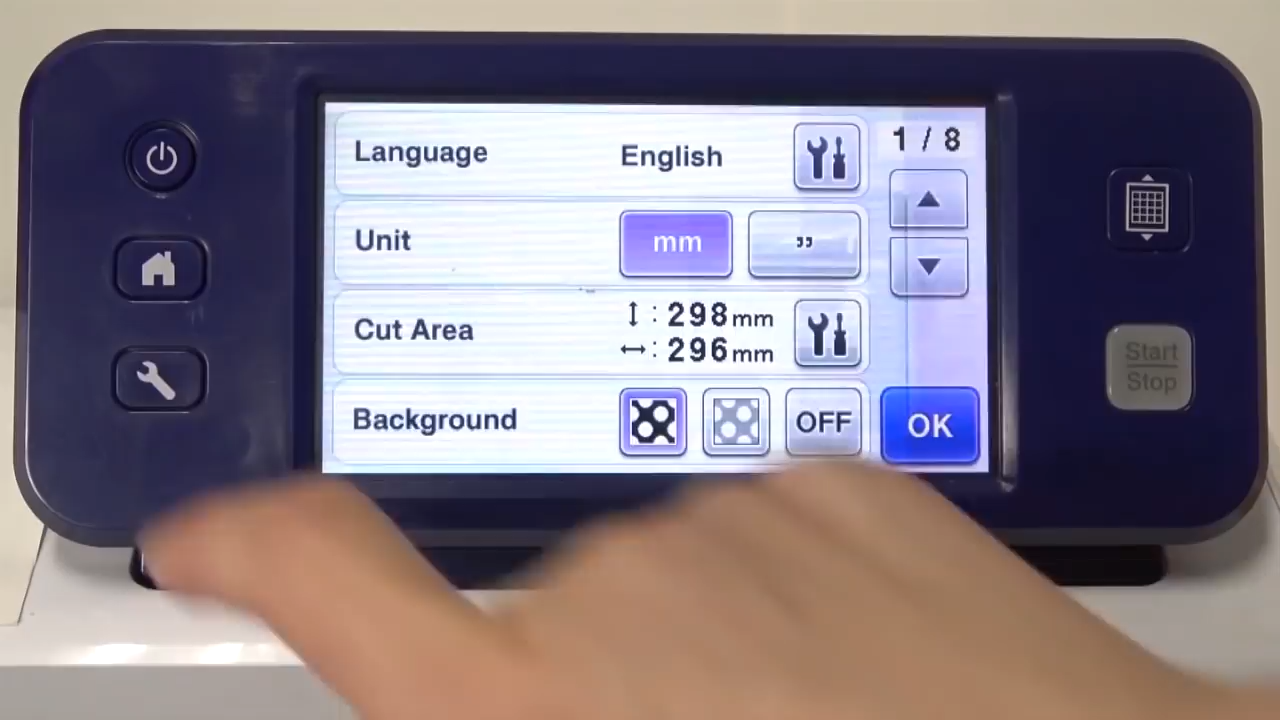 Language English 1 / 8
Unit mm ”
Cut Area : 298 mm
: 296 mm
Background OFF OK
Start
Stop